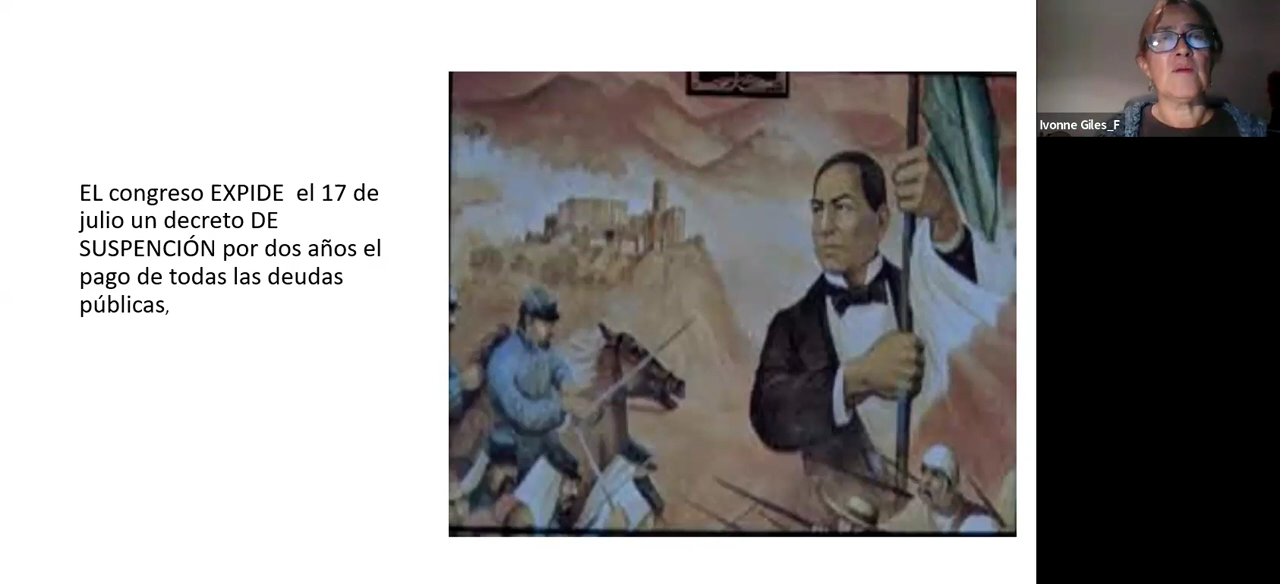 EL congreso EXPIDE el 17 de
julio un decreto DE
SUSPENCIÓN por dos años el
pago de todas las deudas
públicas,
Ivonne Giles_F